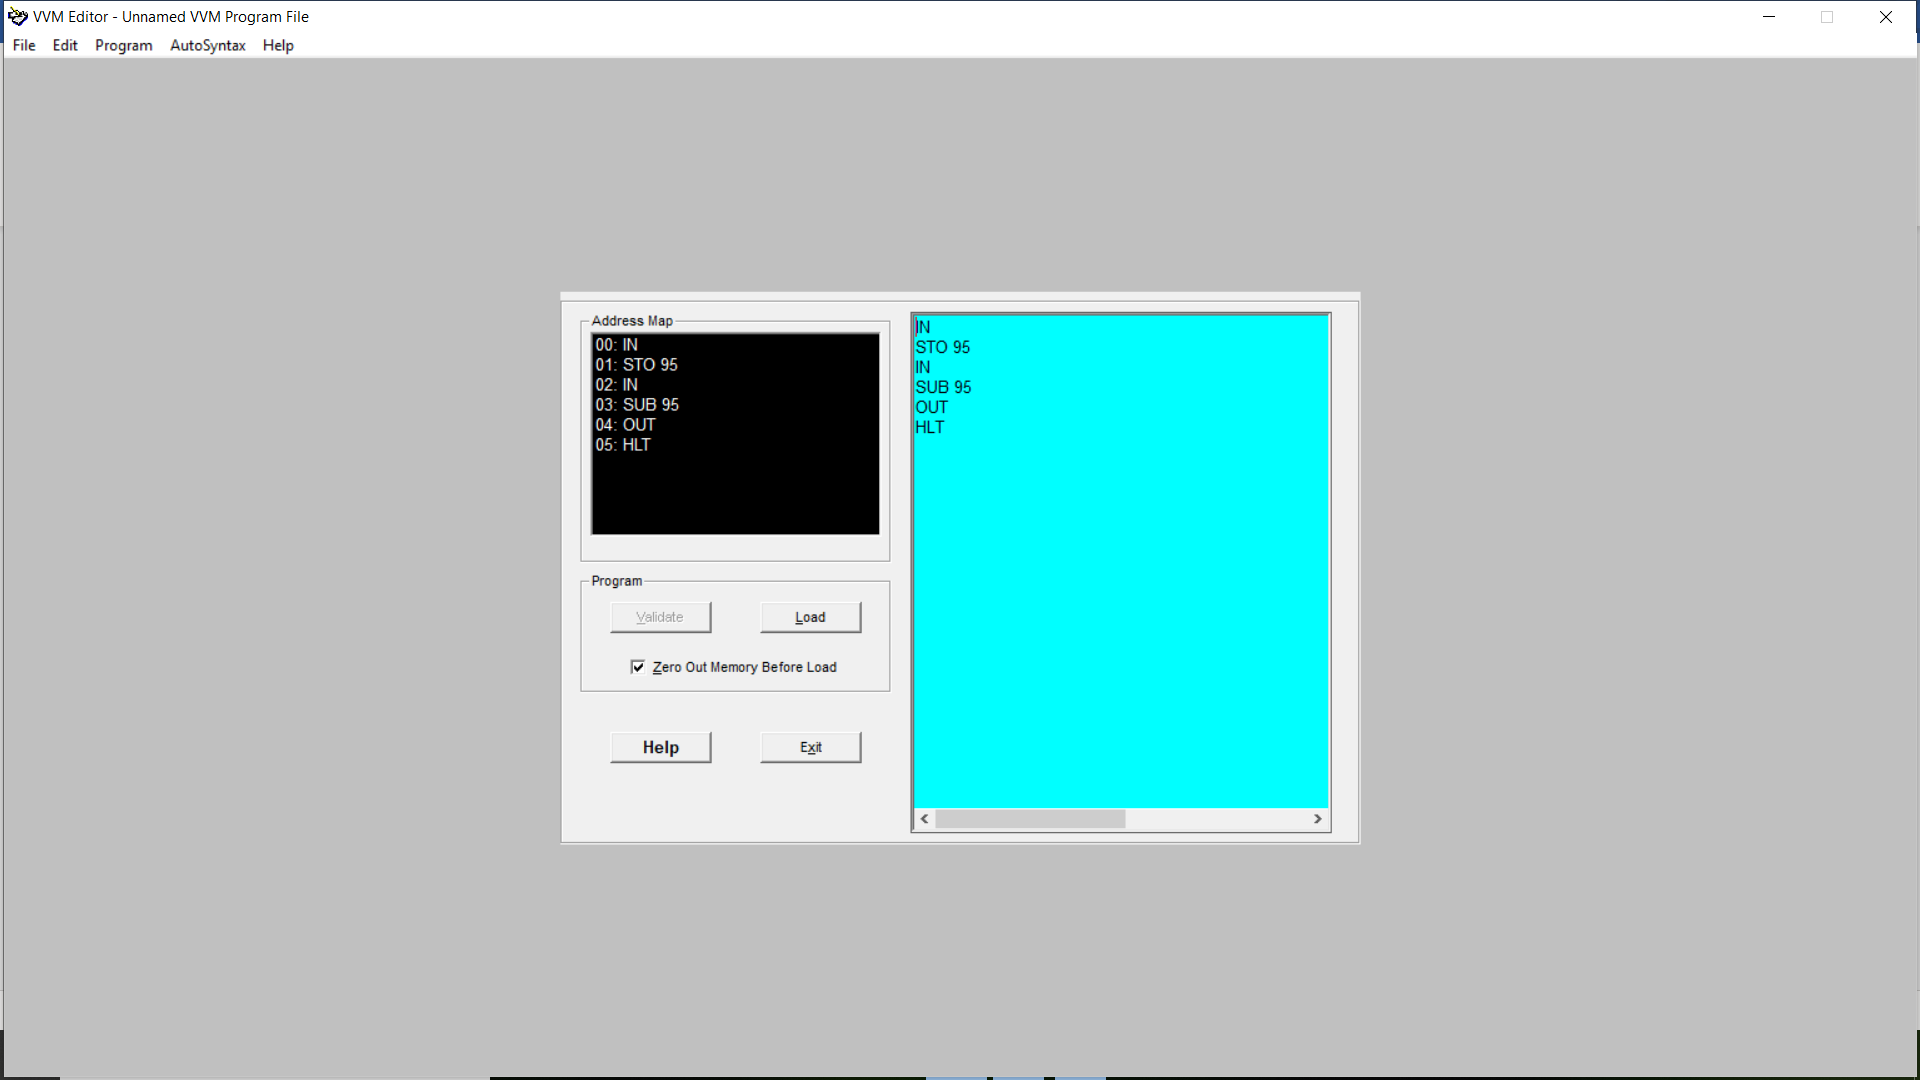 VVM Editor - Unnamed VVM Program File
File Edit Program AutoSyntax Help
Address Map
00: IN
01: STO 95
02: IN
03: SUB 95
04: OUT
05: HLT
Program
Validate Load
Zero Out Memory Before Load
Help Exit
IN
STO 95
IN
SUB 95
OUT
HLT